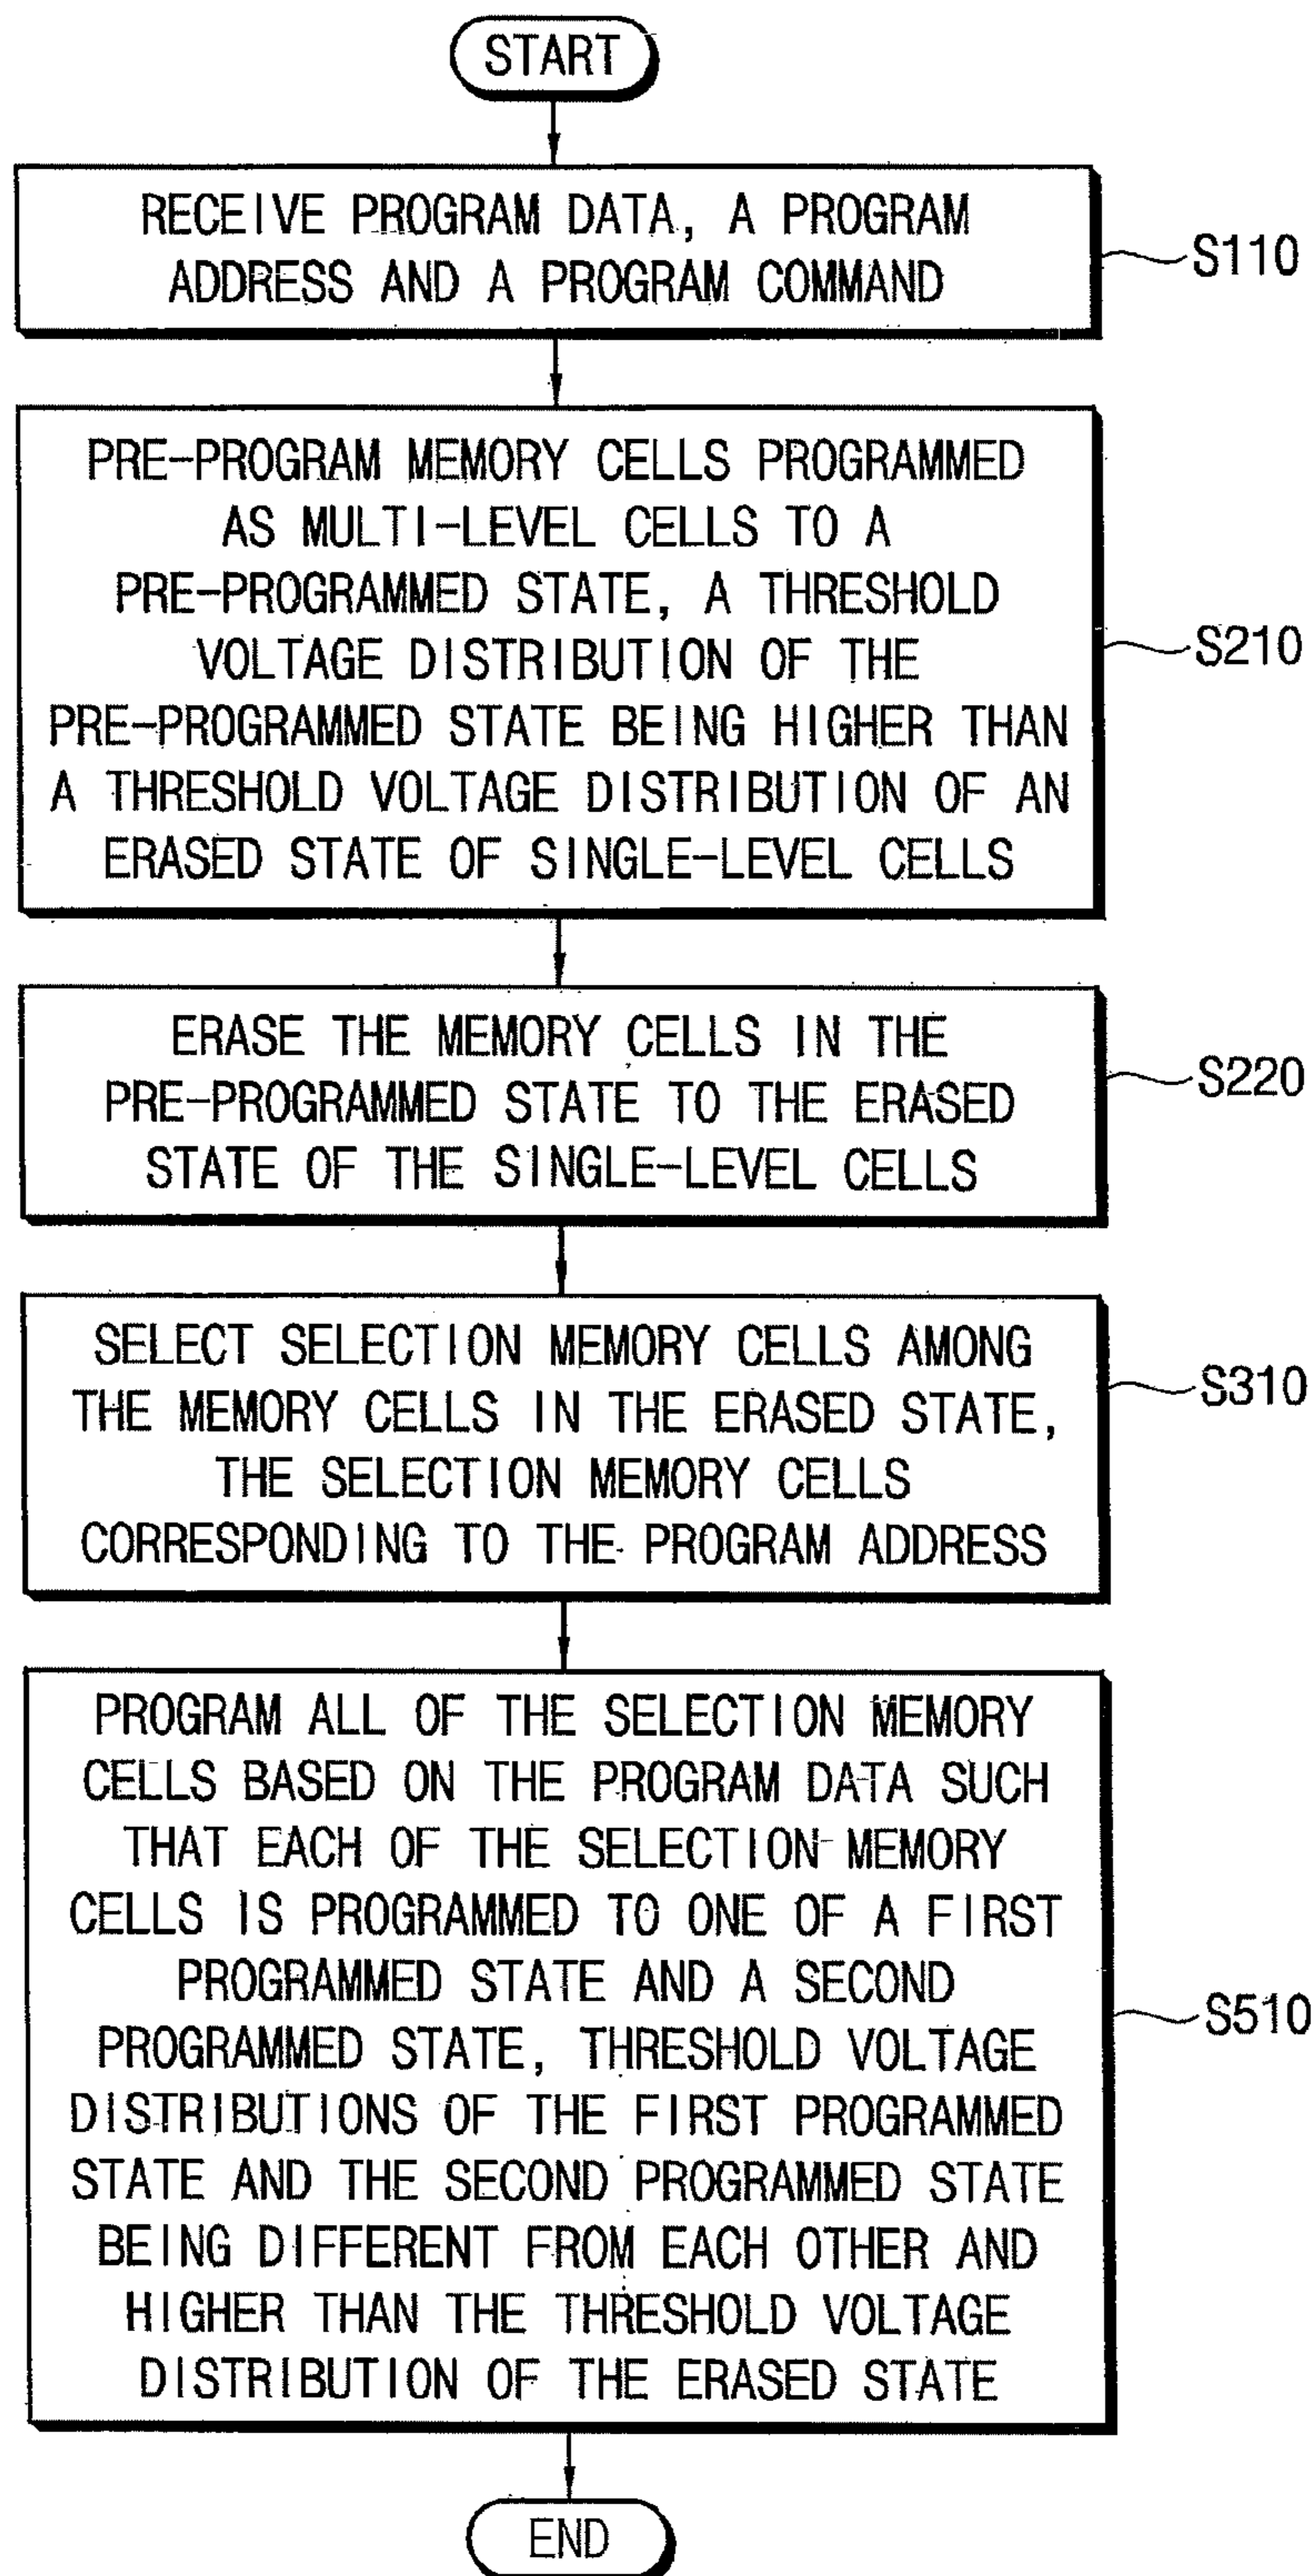 START
RECEIVE PROGRAM DATA, A PROGRAM
ADDRESS AND A PROGRAM COMMAND
S110
PRE-PROGRAM MEMORY CELLS PROGRAMMED
AS MULTI-LEVEL CELLS TO A
PRE-PROGRAMMED STATE, A THRESHOLD
VOLTAGE DISTRIBUTION OF THE
PRE-PROGRAMMED STATE BEING HIGHER THAN
A THRESHOLD VOLTAGE DISTRIBUTION OF AN
ERASED STATE OF SINGLE-LEVEL CELLS
S210
ERASE THE MEMORY CELLS IN THE
PRE-PROGRAMMED STATE TO THE ERASED
STATE OF THE SINGLE-LEVEL CELLS
S220
SELECT SELECTION MEMORY CELLS AMONG
THE MEMORY CELLS IN THE ERASED STATE,
THE SELECTION MEMORY CELLS
CORRESPONDING TO THE PROGRAM ADDRESS
S310
PROGRAM ALL OF THE SELECTION MEMORY
CELLS BASED ON THE PROGRAM DATA SUCH
THAT EACH OF THE SELECTION MEMORY
CELLS IS PROGRAMMED TO ONE OF A FIRST
PROGRAMMED STATE AND A SECOND
PROGRAMMED STATE, THRESHOLD VOLTAGE
DISTRIBUTIONS OF THE FIRST PROGRAMMED
STATE AND THE SECOND PROGRAMMED STATE
BEING DIFFERENT FROM EACH OTHER AND
HIGHER THAN THE THRESHOLD VOLTAGE
DISTRIBUTION OF THE ERASED STATE
S510
END